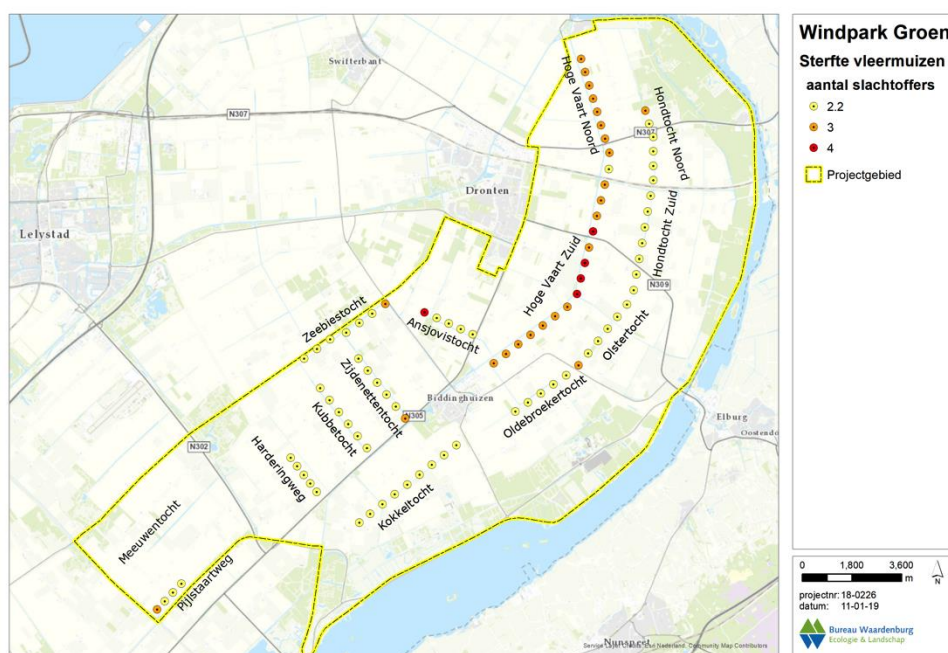 Windpark Groen
Sterfte vleermuizen
aantal slachtoffers
2.2
3
4
Projectgebied
Swifterbant
N307
Hoge Vaart Noord
N307
Hondtocht Noord
Dronten
Lelystad
Hondtocht Zuid
N309
Hoge Vaart Zuid
Zeebiestocht
Ansjovistocht
Olstertocht
Zijdenettentocht
Biddinghuizen
Oldebroekertocht
N305
Elburg
Kubbetocht
N302
Harderingweg
Kokkeltocht
Meeuwentocht
Pijlstaartweg
Nunspeet
0 1,800 3,600
m
N
projectnr: 18-0226
datum: 11-01-19
Bureau Waardenburg
Ecologie & Landschap